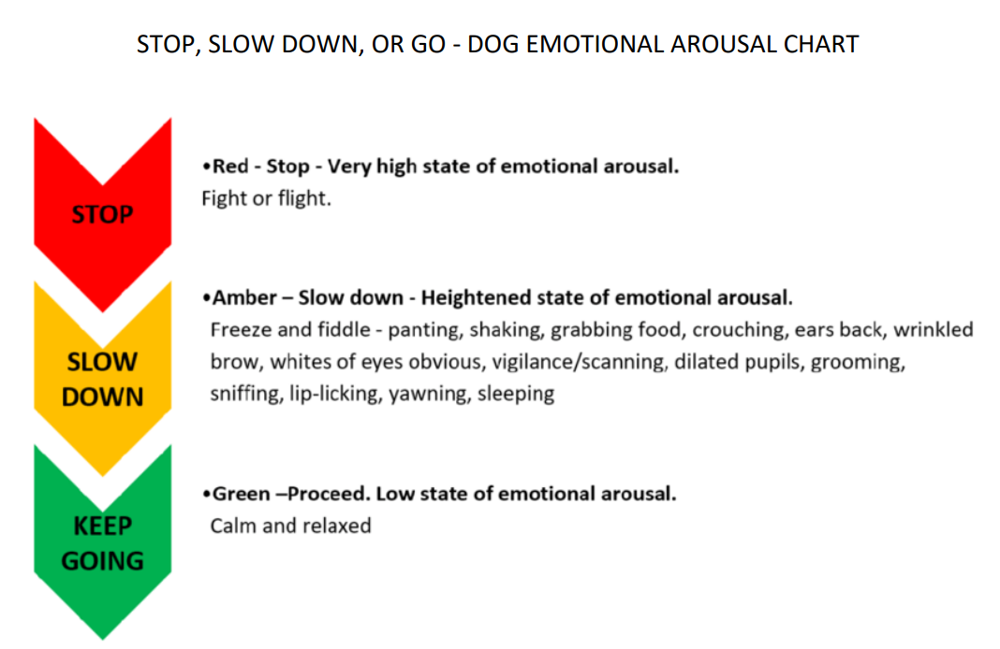 STOP, SLOW DOWN, OR GO - DOG EMOTIONAL AROUSAL CHART
STOP
•Red - Stop - Very high state of emotional arousal.
Fight or flight.
SLOW
DOWN
•Amber – Slow down - Heightened state of emotional arousal.
Freeze and fiddle - panting, shaking, grabbing food, crouching, ears back, wrinkled
brow, whites of eyes obvious, vigilance/scanning, dilated pupils, grooming,
sniffing, lip-licking, yawning, sleeping
KEEP
GOING
•Green –Proceed. Low state of emotional arousal.
Calm and relaxed